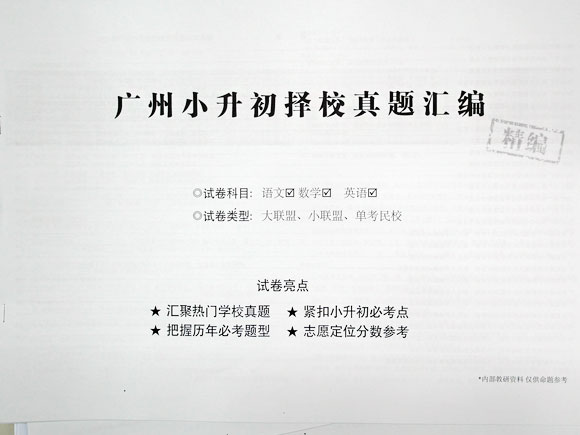 广州小升初择校真题汇编
精编
◎试卷科目: 语文☑ 数学☑ 英语☑
◎试卷类型: 大联盟、小联盟、单考民校
试卷亮点
★ 汇聚热门学校真题 ★ 紧扣小升初必考点
★ 把握历年必考题型 ★ 志愿定位分数参考
*内部教研资料 仅供命题参考